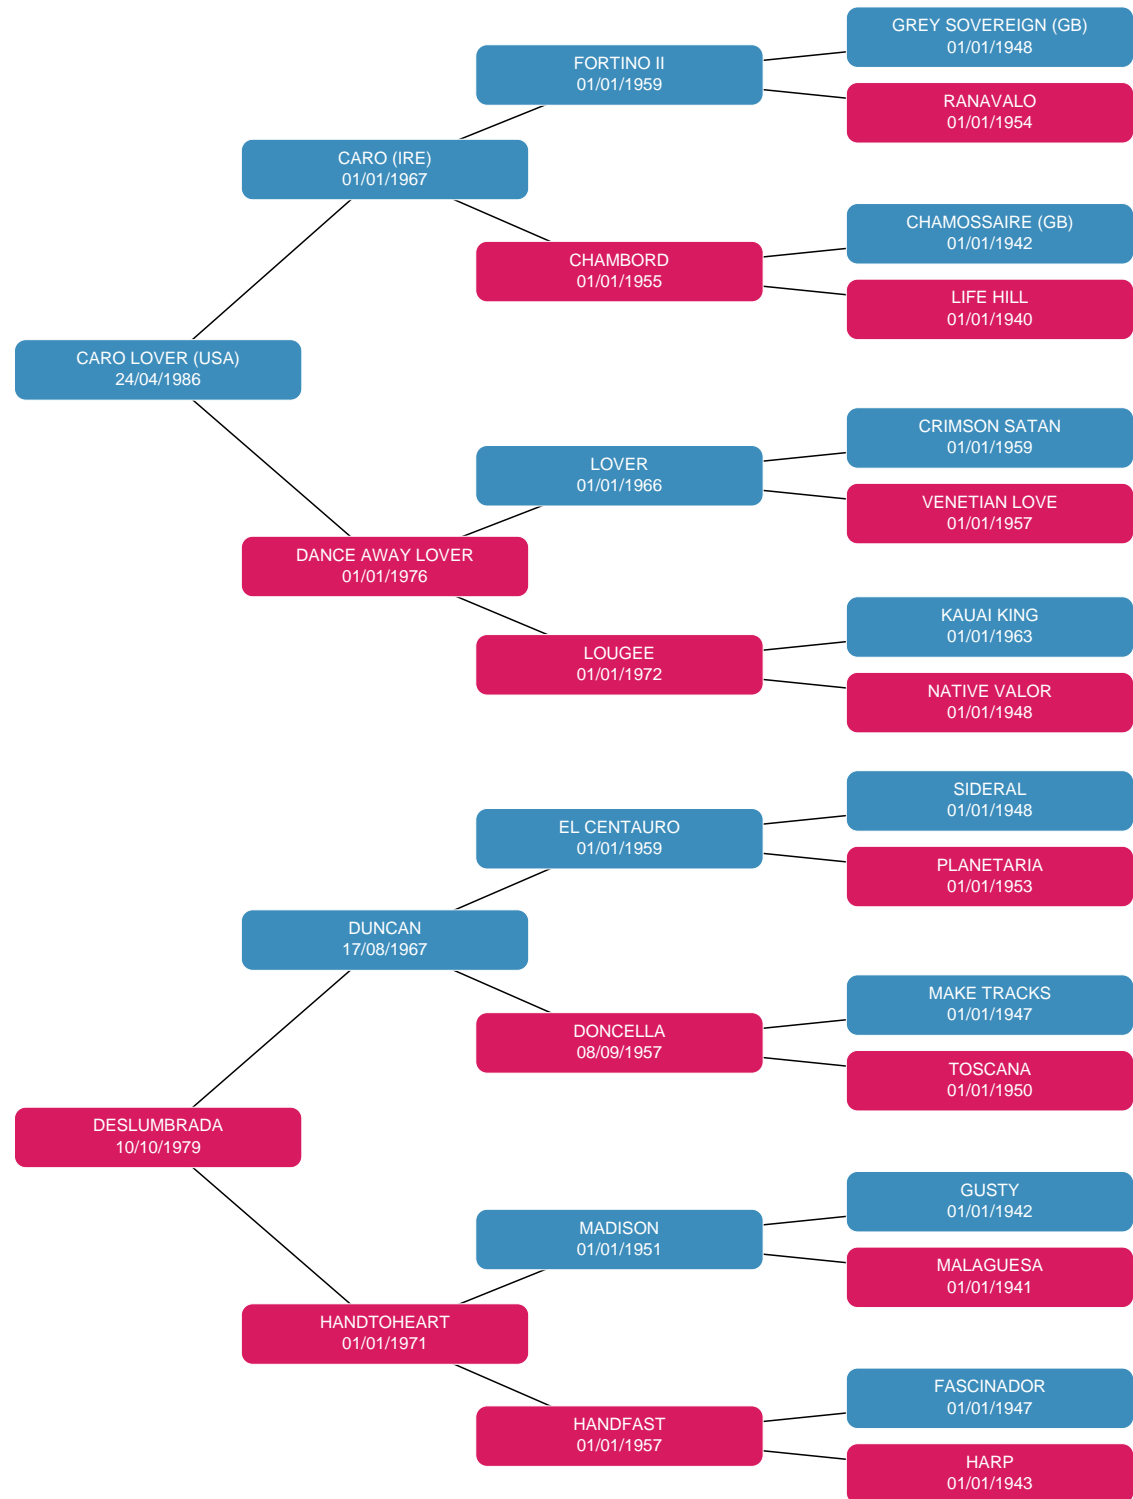 GREY SOVEREIGN (GB)
01/01/1948
FORTINO II
01/01/1959
RANAVALO
01/01/1954
CARO (IRE)
01/01/1967
CHAMOSSAIRE (GB)
01/01/1942
CHAMBORD
01/01/1955
LIFE HILL
01/01/1940
CARO LOVER (USA)
24/04/1986
CRIMSON SATAN
01/01/1959
LOVER
01/01/1966
VENETIAN LOVE
01/01/1957
DANCE AWAY LOVER
01/01/1976
KAUAI KING
01/01/1963
LOUGEE
01/01/1972
NATIVE VALOR
01/01/1948
SIDERAL
01/01/1948
EL CENTAURO
01/01/1959
PLANETARIA
01/01/1953
DUNCAN
17/08/1967
MAKE TRACKS
01/01/1947
DONCELLA
08/09/1957
TOSCANA
01/01/1950
DESLUMBRADA
10/10/1979
GUSTY
01/01/1942
MADISON
01/01/1951
MALAGUESA
01/01/1941
HANDTOHEART
01/01/1971
FASCINADOR
01/01/1947
HANDFAST
01/01/1957
HARP
01/01/1943